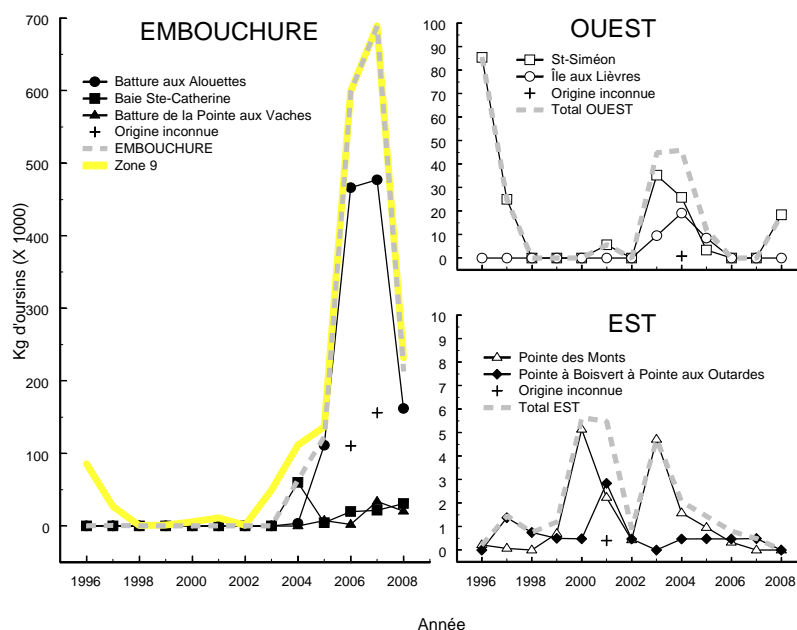 EMBOUCHURE
Batture aux Alouettes
Baie Ste-Catherine
Batture de la Pointe aux Vaches
Origine inconnue
EMBOUCHURE
Zone 9
Kg d'oursins (X 1000)
700
600
500
400
300
200
100
0
1996 1998 2000 2002 2004 2006 2008
OUEST
St-Siméon
Île aux Lièvres
Origine inconnue
Total OUEST
100
90
80
70
60
50
40
30
20
10
0
1996 1998 2000 2002 2004 2006 2008
EST
Pointe des Monts
Pointe à Boisvert à Pointe aux Outardes
Origine inconnue
Total EST
10
9
8
7
6
5
4
3
2
1
0
1996 1998 2000 2002 2004 2006 2008
Année